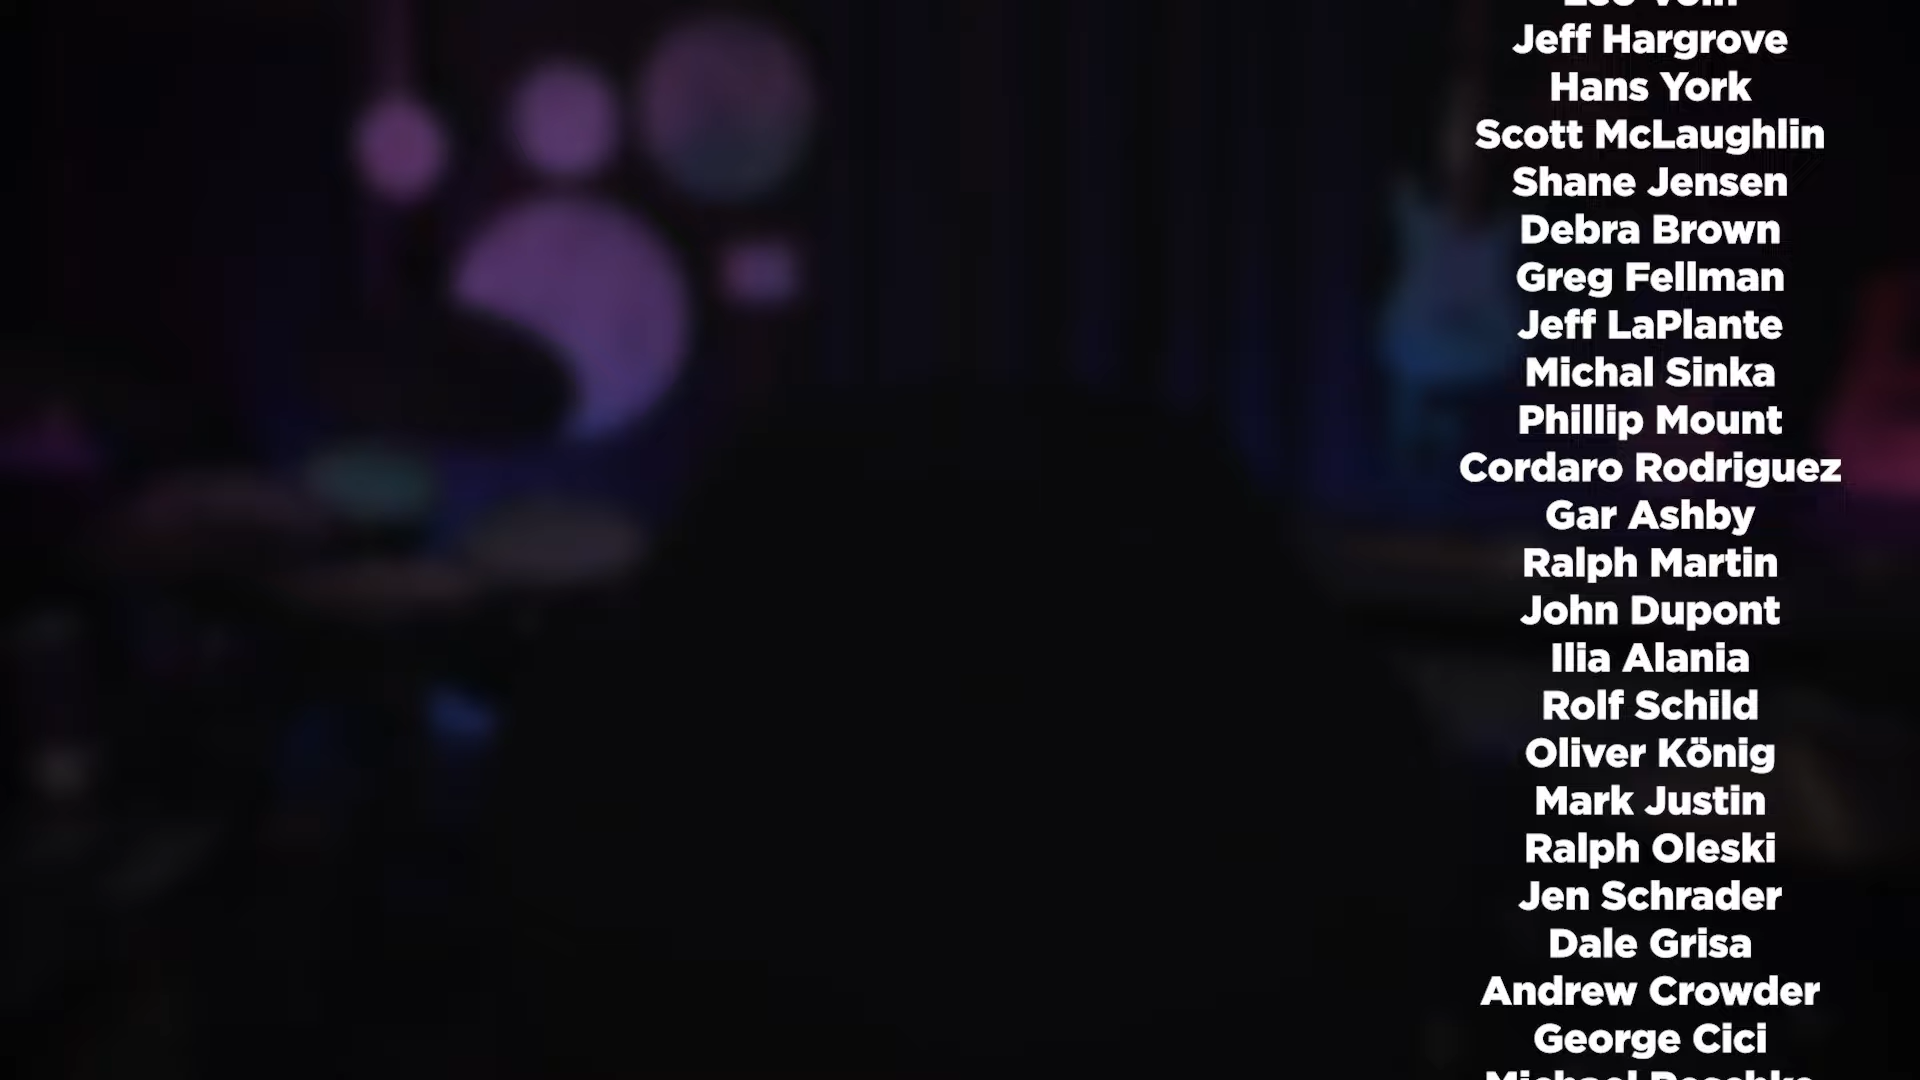 Jeff Hargrove
Hans York
Scott McLaughlin
Shane Jensen
Debra Brown
Greg Fellman
Jeff LaPlante
Michal Sinka
Phillip Mount
Cordaro Rodriguez
Gar Ashby
Ralph Martin
John Dupont
Ilia Alania
Rolf Schild
Oliver König
Mark Justin
Ralph Oleski
Jen Schrader
Dale Grisa
Andrew Crowder
George Cici